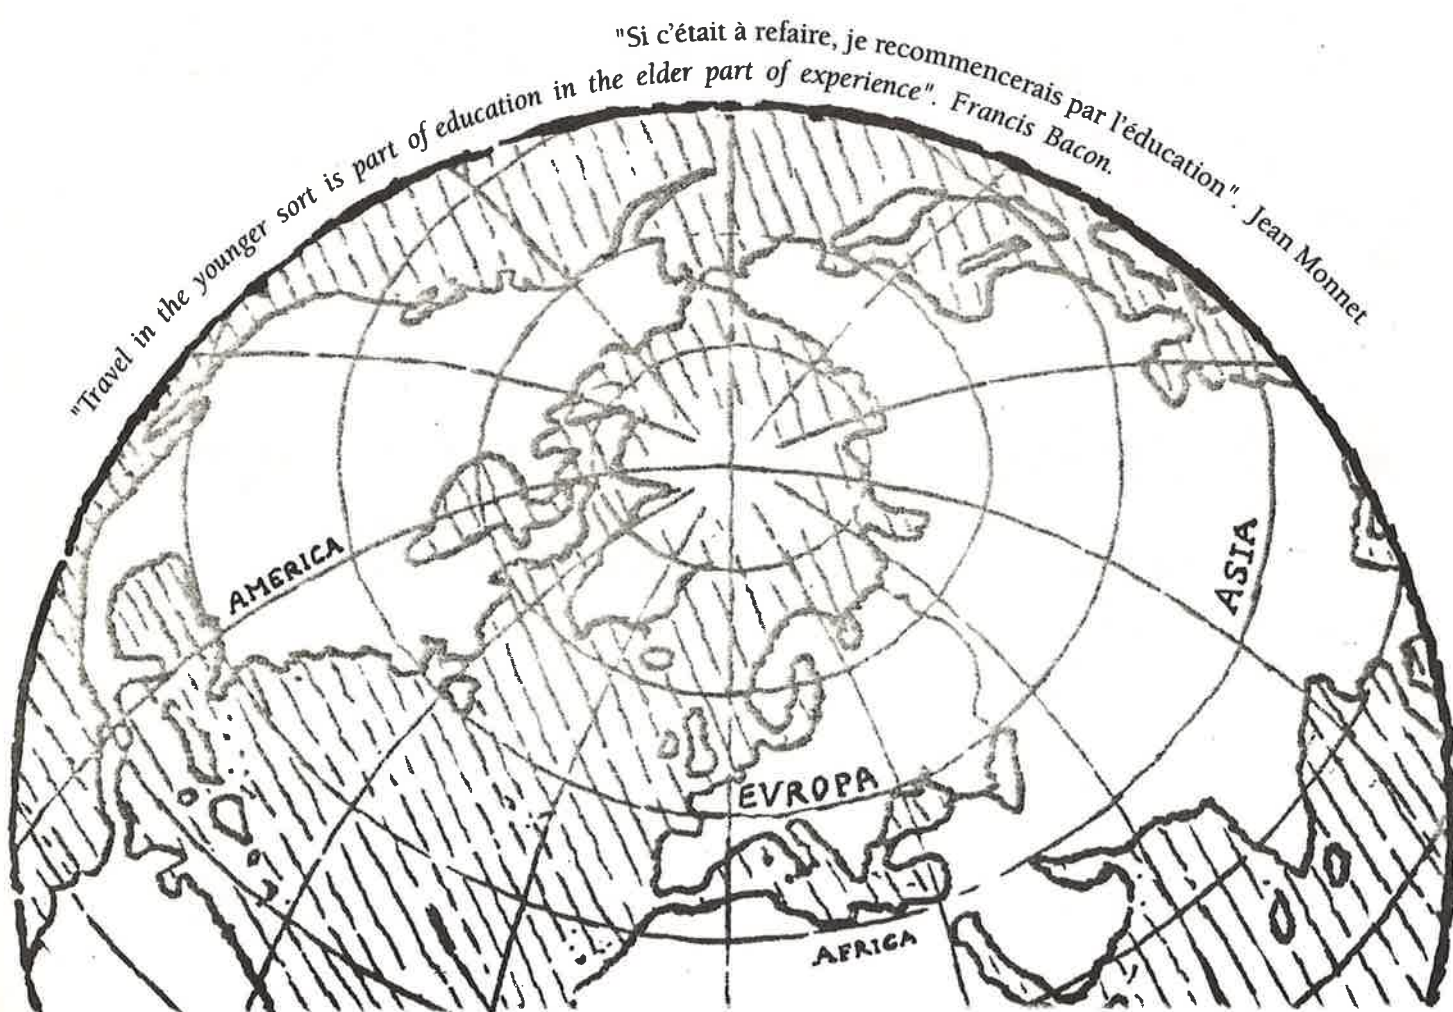 "Si c'était à refaire, je recommencerais par l'éducation". Jean Monnet
"Travel in the younger sort is part of education in the elder part of experience". Francis Bacon.
AMERICA
ASIA
EVROPA
AFRICA